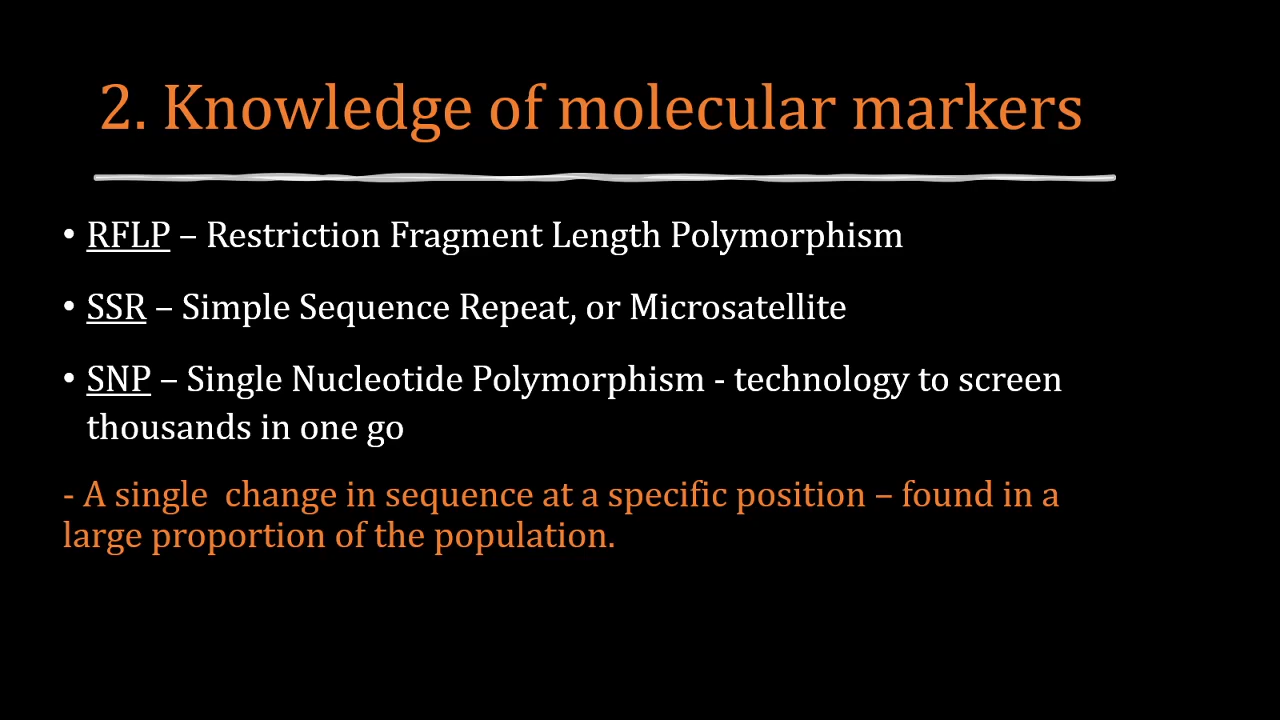 2. Knowledge of molecular markers
• RFLP – Restriction Fragment Length Polymorphism
• SSR – Simple Sequence Repeat, or Microsatellite
• SNP – Single Nucleotide Polymorphism - technology to screen
thousands in one go
- A single  change in sequence at a specific position – found in a
large proportion of the population.